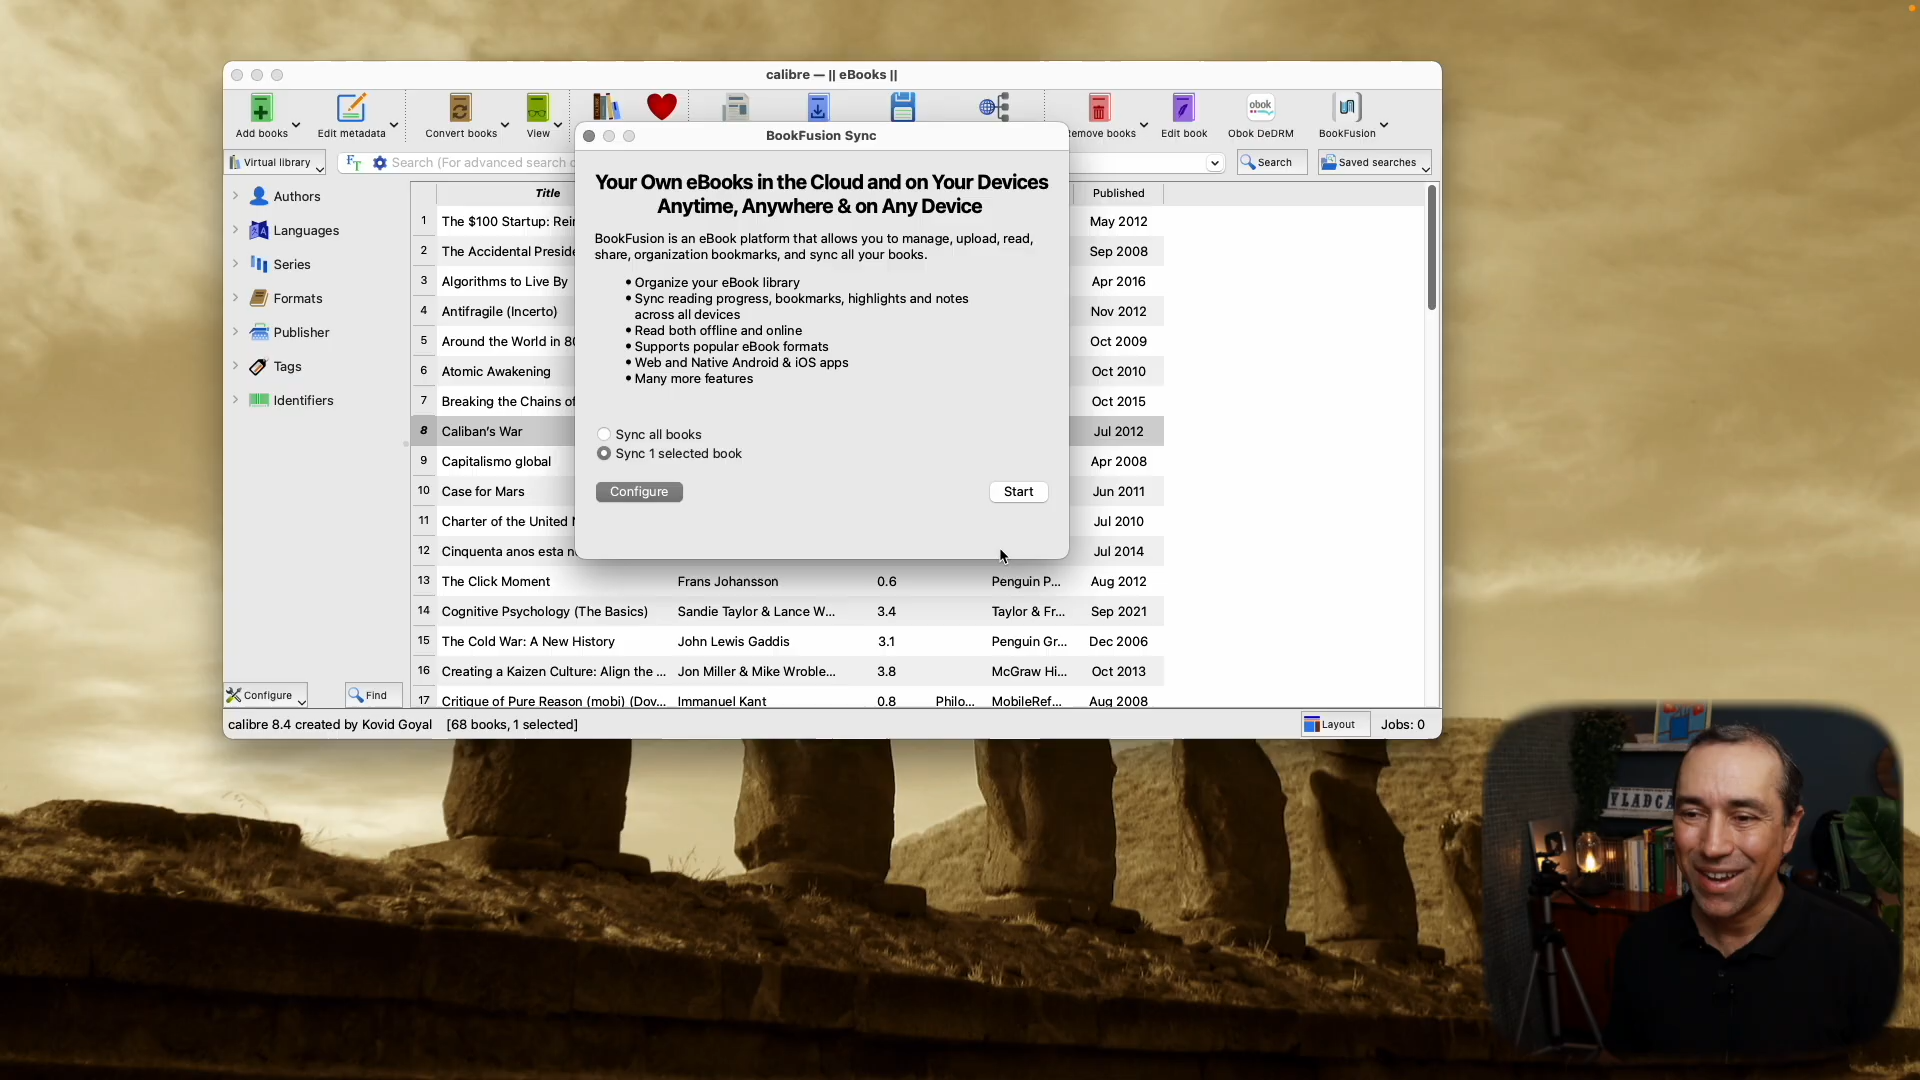 calibre — || eBooks ||
Add books
Edit metadata
Convert books
View
Remove books
Edit book
obok
Obok DeDRM
BookFusion
BookFusion Sync
Virtual library
Search (For advanced search
Search
Saved searches
Authors
Languages
Series
Formats
Publisher
Tags
Identifiers
Title
Published
1 The $100 Startup: May 2012
2 The Accidental Sep 2008
3 Algorithms to Live By Apr 2016
4 Antifragile (Incerto) Nov 2012
5 Around the World in Oct 2009
6 Atomic Awakening Oct 2010
7 Breaking the Chains of Oct 2015
8 Caliban's War Jul 2012
9 Capitalismo global Apr 2008
10 Case for Mars Jun 2011
11 Charter of the United Jul 2010
12 Cinquenta anos esta Jul 2014
13 The Click Moment Frans Johansson 0.6 Penguin P... Aug 2012
14 Cognitive Psychology (The Basics) Sandie Taylor & Lance W... 3.4 Taylor & Fr... Sep 2021
15 The Cold War: A New History John Lewis Gaddis 3.1 Penguin Gr... Dec 2006
16 Creating a Kaizen Culture: Align the ... Jon Miller & Mike Wroble... 3.8 McGraw Hi... Oct 2013
17 Critique of Pure Reason (mobi) (Dov... Immanuel Kant 0.8 Philo... MobileRef... Aug 2008
Your Own eBooks in the Cloud and on Your Devices
Anytime, Anywhere & on Any Device
BookFusion is an eBook platform that allows you to manage, upload, read,
share, organization bookmarks, and sync all your books.
• Organize your eBook library
• Sync reading progress, bookmarks, highlights and notes
across all devices
• Read both offline and online
• Supports popular eBook formats
• Web and Native Android & iOS apps
• Many more features
Sync all books
Sync 1 selected book
Configure
Start
Configure
Find
calibre 8.4 created by Kovid Goyal [68 books, 1 selected]
Layout
Jobs: 0
VLADCA